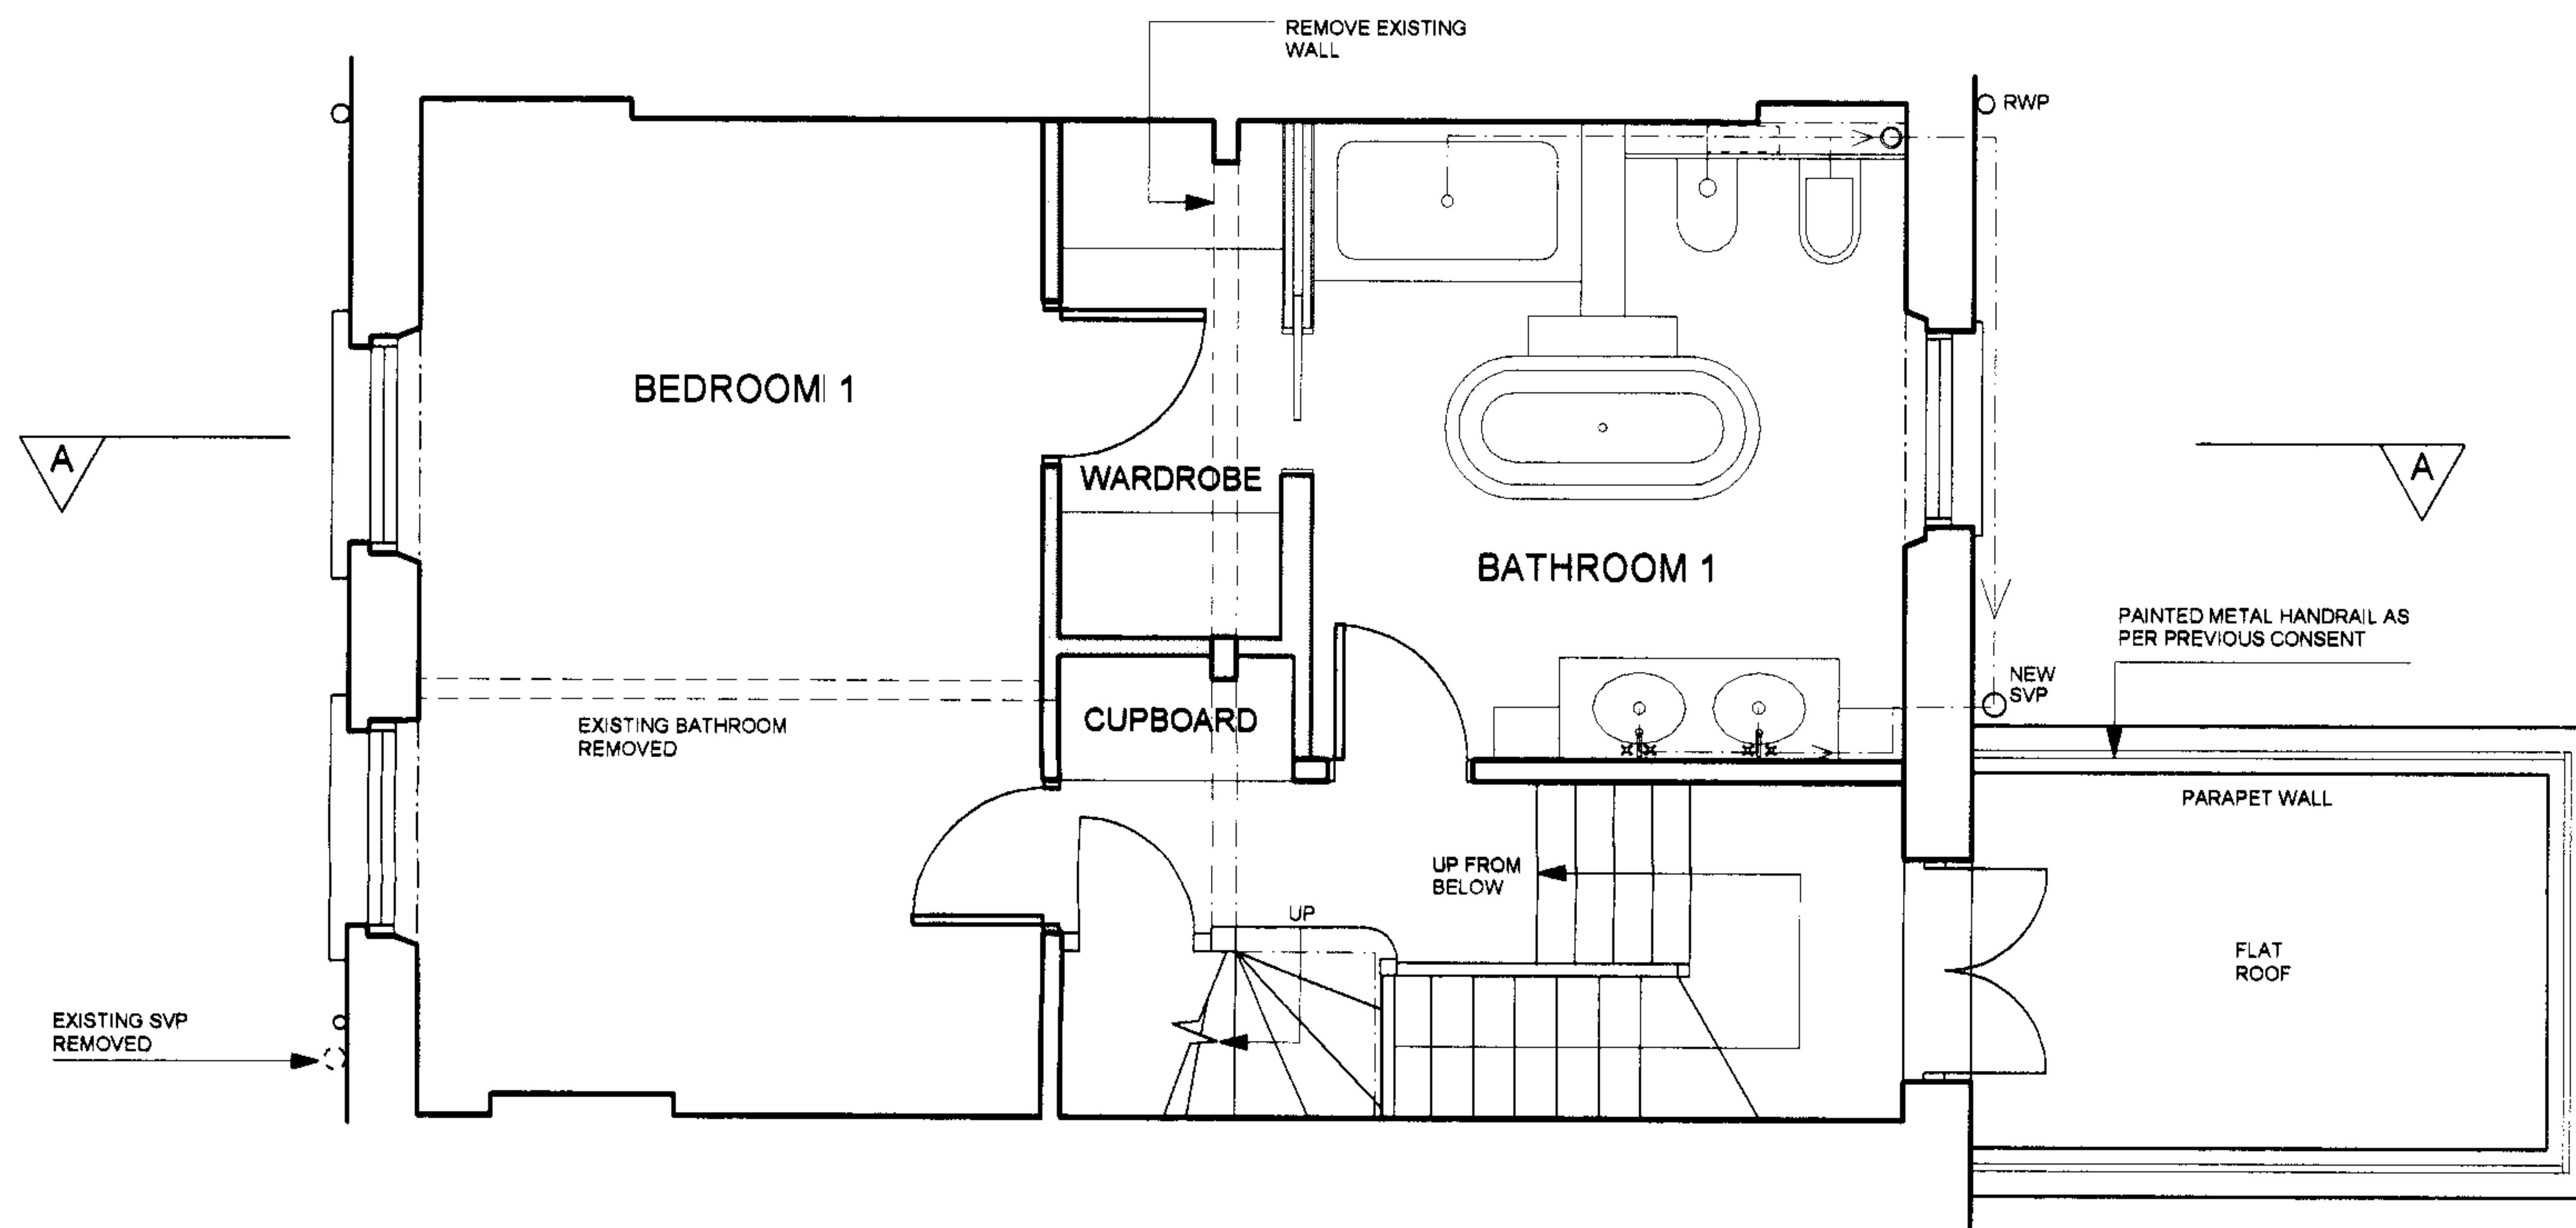 REMOVE EXISTING
WALL
RWP
BEDROOM 1
A
WARDROBE
A
BATHROOM 1
PAINTED METAL HANDRAIL AS
PER PREVIOUS CONSENT
NEW
SVP
EXISTING BATHROOM
REMOVED
CUPBOARD
PARAPET WALL
UP FROM
BELOW
UP
FLAT
ROOF
EXISTING SVP
REMOVED